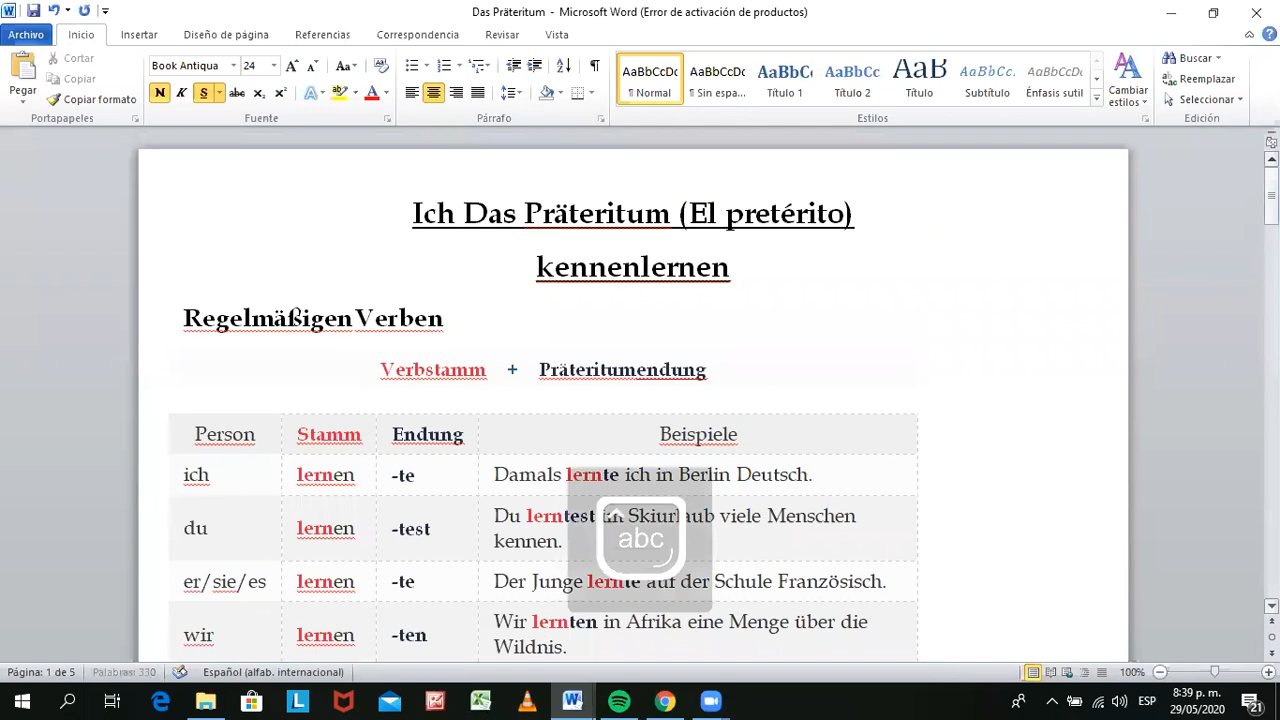 Das Präteritum - Microsoft Word (Error de activación de productos)
Archivo Inicio Insertar Diseño de página Referencias Correspondencia Revisar Vista
Pegar
Cortar
Copiar
Copiar formato
Portapapeles
Book Antiqua 24
N K S abc x₂ x²
Fuente
Párrafo
AaBbCcDc
¶ Normal
AaBbCcDc
¶ Sin espa...
AaBbC
Título 1
AaBbCc
Título 2
AaB
Título
AaBbCc.
Subtítulo
AaBbCcDc
Énfasis sutil
Cambiar
estilos
Estilos
Buscar
Reemplazar
Seleccionar
Edición
Ich Das Präteritum (El pretérito)
kennenlernen
Regelmäßigen Verben
Verbstamm + Präteritumendung
Person Stamm Endung Beispiele
ich lernen -te Damals lernte ich in Berlin Deutsch.
du lernen -test Du lerntest im Skiurlaub viele Menschen
kennen.
er/sie/es lernen -te Der Junge lernte auf der Schule Französisch.
wir lernen -ten Wir lernten in Afrika eine Menge über die
Wildnis.
abc
Página: 1 de 5 Palabras: 330 Español (alfab. internacional) 100%
ESP
8:39 p. m.
29/05/2020
21